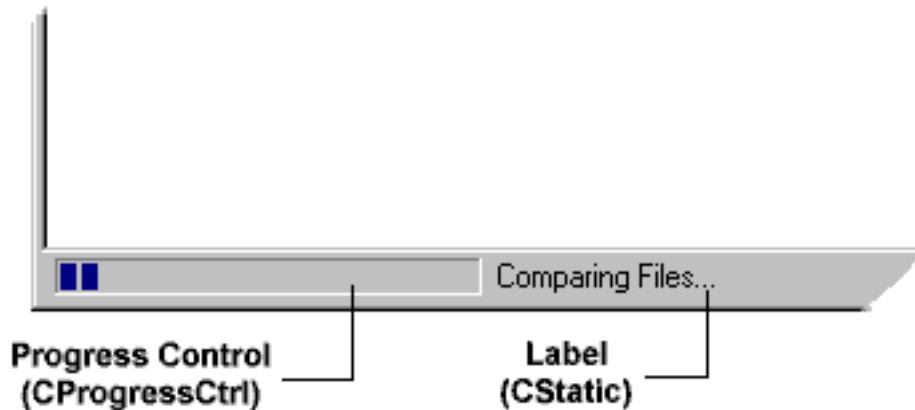 Comparing Files...
Progress Control
(CProgressCtrl)
Label
(CStatic)